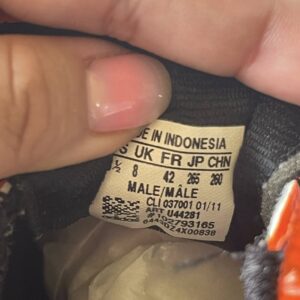 DE IN INDONESIA
S UK FR JP CHN
½ 8 42 265 260
MALE/MÂLE
CLI 037001 01/11
ART U44281
#102793165